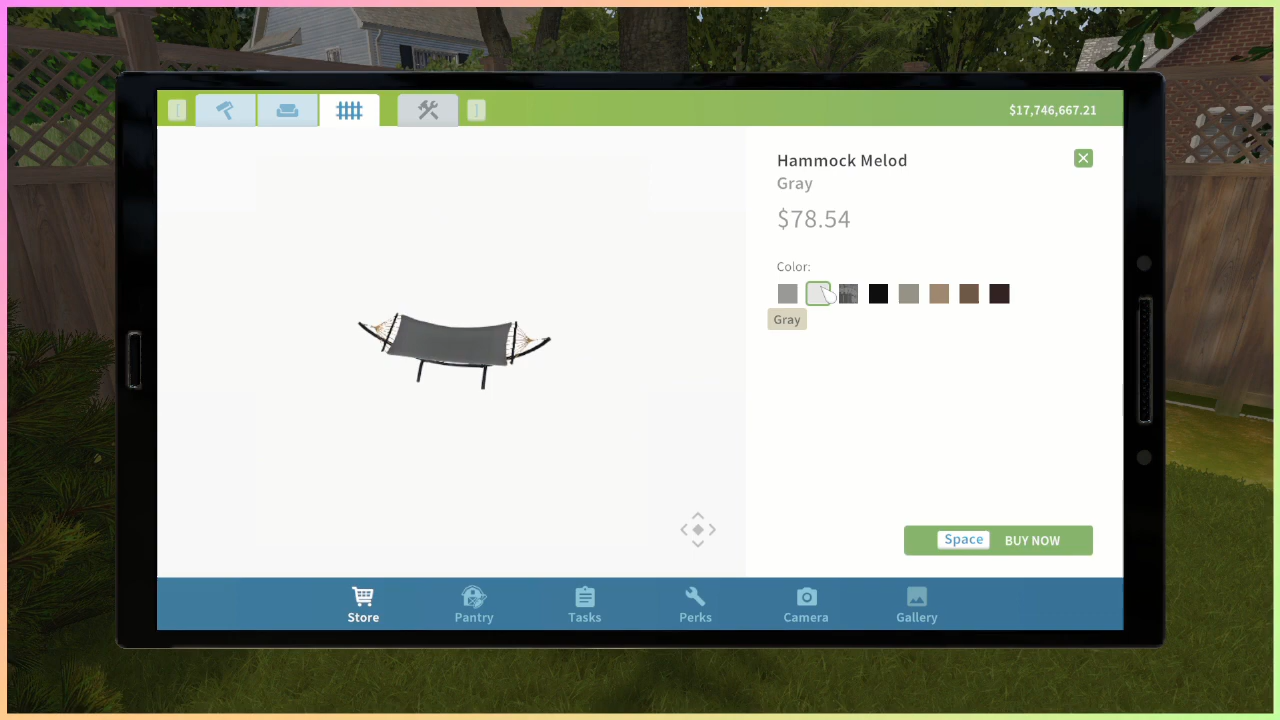 $17,746,667.21
Hammock Melod
Gray
$78.54
Color:
Gray
Space BUY NOW
Store Pantry Tasks Perks Camera Gallery